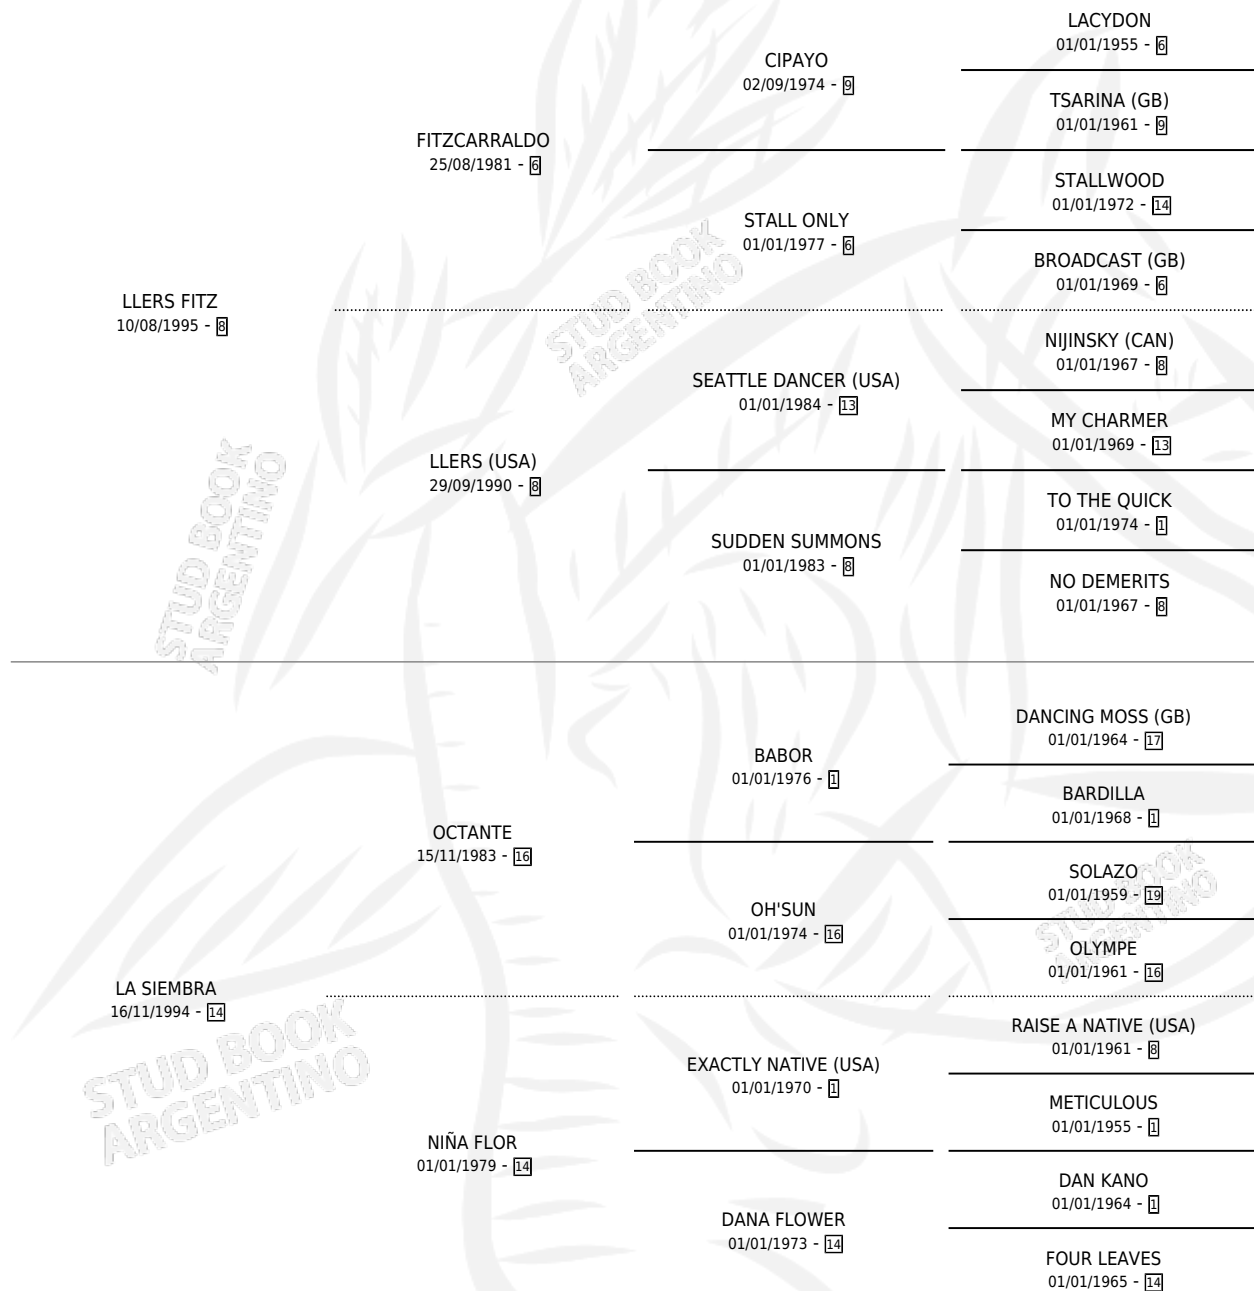 LACYDON
01/01/1955 - 6
CIPAYO
02/09/1974 - 9
TSARINA (GB)
01/01/1961 - 9
FITZCARRALDO
25/08/1981 - 6
STALLWOOD
01/01/1972 - 14
STALL ONLY
01/01/1977 - 6
BROADCAST (GB)
01/01/1969 - 6
LLERS FITZ
10/08/1995 - 8
STUD BOOK
ARGENTINO
NIJINSKY (CAN)
01/01/1967 - 8
SEATTLE DANCER (USA)
01/01/1984 - 13
MY CHARMER
01/01/1969 - 13
LLERS (USA)
29/09/1990 - 8
TO THE QUICK
01/01/1974 - 1
SUDDEN SUMMONS
01/01/1983 - 8
NO DEMERITS
01/01/1967 - 8
STUD BOOK
ARGENTINO
DANCING MOSS (GB)
01/01/1964 - 17
BABOR
01/01/1976 - 1
BARDILLA
01/01/1968 - 1
OCTANTE
15/11/1983 - 16
SOLAZO
01/01/1959 - 19
OH'SUN
01/01/1974 - 16
STUD BOOK
ARGENTINO
OLYMPE
01/01/1961 - 16
LA SIEMBRA
16/11/1994 - 14
STUD BOOK
ARGENTINO
RAISE A NATIVE (USA)
01/01/1961 - 8
EXACTLY NATIVE (USA)
01/01/1970 - 1
METICULOUS
01/01/1955 - 1
NIÑA FLOR
01/01/1979 - 14
DAN KANO
01/01/1964 - 1
DANA FLOWER
01/01/1973 - 14
FOUR LEAVES
01/01/1965 - 14